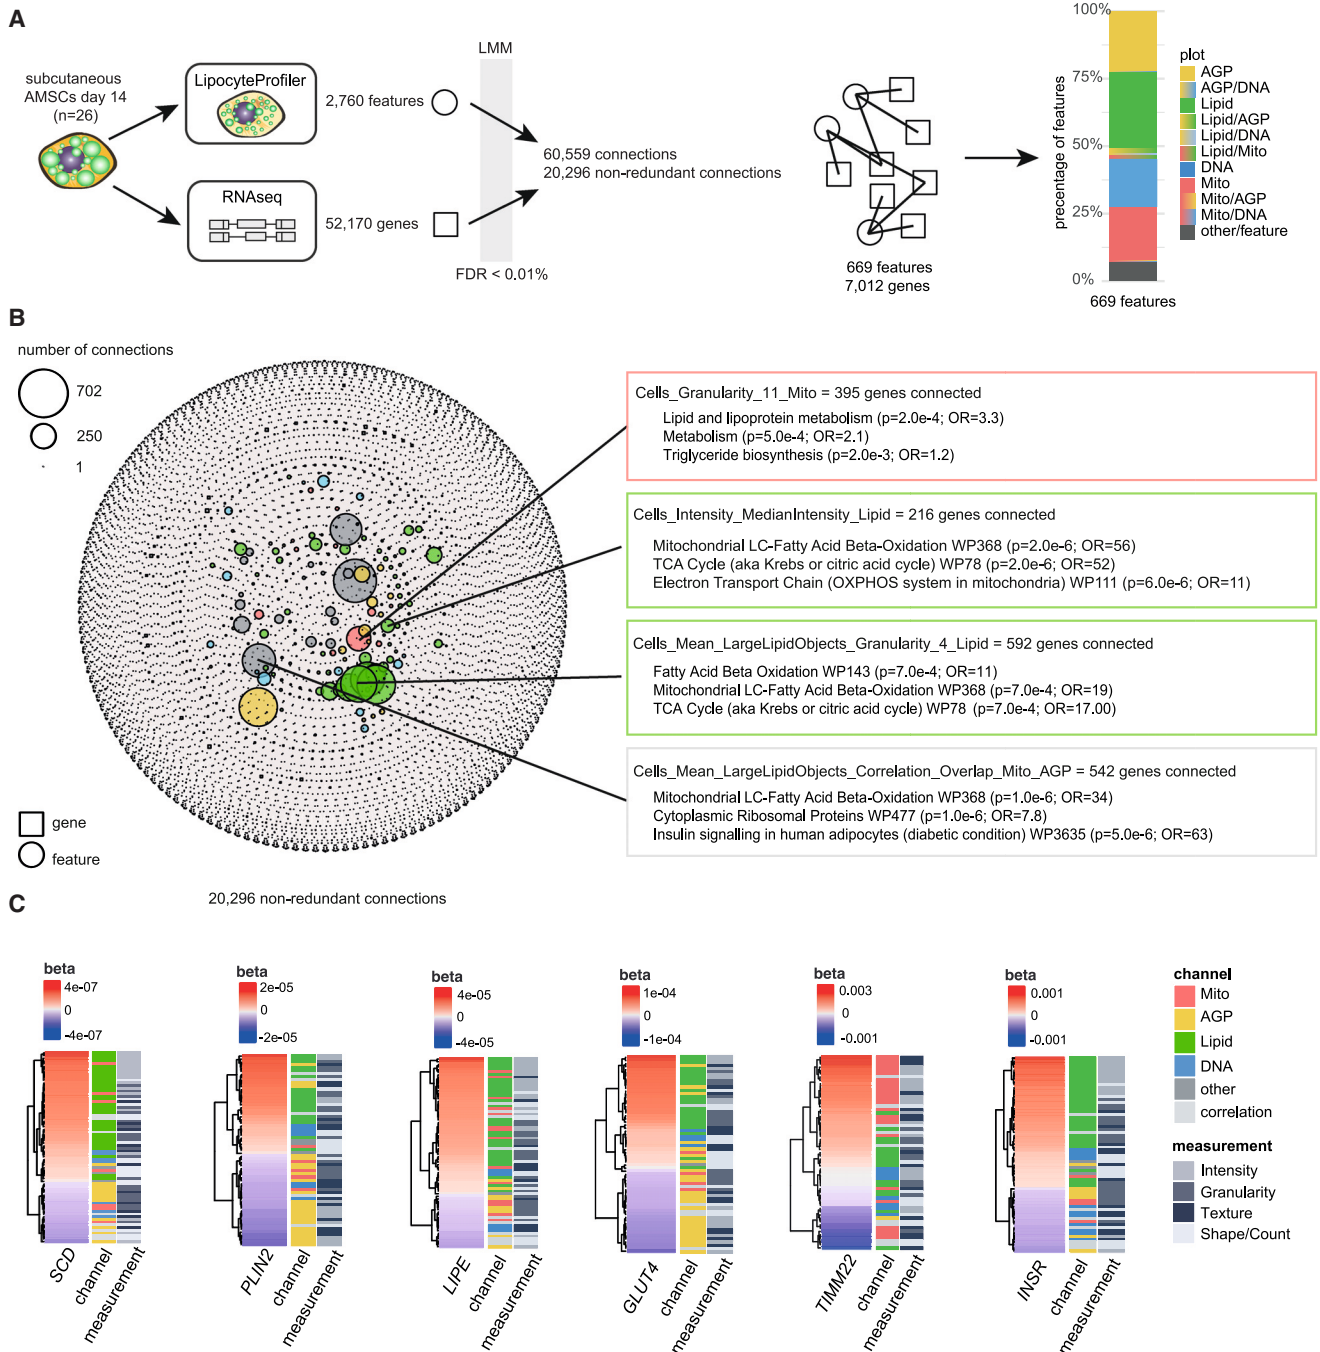 A
subcutaneous
AMSCs day 14
(n=26)
LipocyteProfiler
RNAseq
2,760 features
52,170 genes
LMM
FDR < 0.01%
60,559 connections
20,296 non-redundant connections
669 features
7,012 genes
precentage of features
100%
75%
50%
25%
0%
669 features
plot
AGP
AGP/DNA
Lipid
Lipid/AGP
Lipid/DNA
Lipid/Mito
DNA
Mito
Mito/AGP
Mito/DNA
other/feature
B
number of connections
702
250
1
gene
feature
20,296 non-redundant connections
Cells_Granularity_11_Mito = 395 genes connected
Lipid and lipoprotein metabolism (p=2.0e-4; OR=3.3)
Metabolism (p=5.0e-4; OR=2.1)
Triglyceride biosynthesis (p=2.0e-3; OR=1.2)
Cells_Intensity_MedianIntensity_Lipid = 216 genes connected
Mitochondrial LC-Fatty Acid Beta-Oxidation WP368 (p=2.0e-6; OR=56)
TCA Cycle (aka Krebs or citric acid cycle) WP78 (p=2.0e-6; OR=52)
Electron Transport Chain (OXPHOS system in mitochondria) WP111 (p=6.0e-6; OR=11)
Cells_Mean_LargeLipidObjects_Granularity_4_Lipid = 592 genes connected
Fatty Acid Beta Oxidation WP143 (p=7.0e-4; OR=11)
Mitochondrial LC-Fatty Acid Beta-Oxidation WP368 (p=7.0e-4; OR=19)
TCA Cycle (aka Krebs or citric acid cycle) WP78 (p=7.0e-4; OR=17.00)
Cells_Mean_LargeLipidObjects_Correlation_Overlap_Mito_AGP = 542 genes connected
Mitochondrial LC-Fatty Acid Beta-Oxidation WP368 (p=1.0e-6; OR=34)
Cytoplasmic Ribosomal Proteins WP477 (p=1.0e-6; OR=7.8)
Insulin signalling in human adipocytes (diabetic condition) WP3635 (p=5.0e-6; OR=63)
C
beta
4e-07
0
-4e-07
SCD
channel
measurement
beta
2e-05
0
-2e-05
PLIN2
channel
measurement
beta
4e-05
0
-4e-05
LIPE
channel
measurement
beta
1e-04
0
-1e-04
GLUT4
channel
measurement
beta
0.003
0
-0.001
TIMM22
channel
measurement
beta
0.001
0
-0.001
INSR
channel
measurement
channel
Mito
AGP
Lipid
DNA
other
correlation
measurement
Intensity
Granularity
Texture
Shape/Count